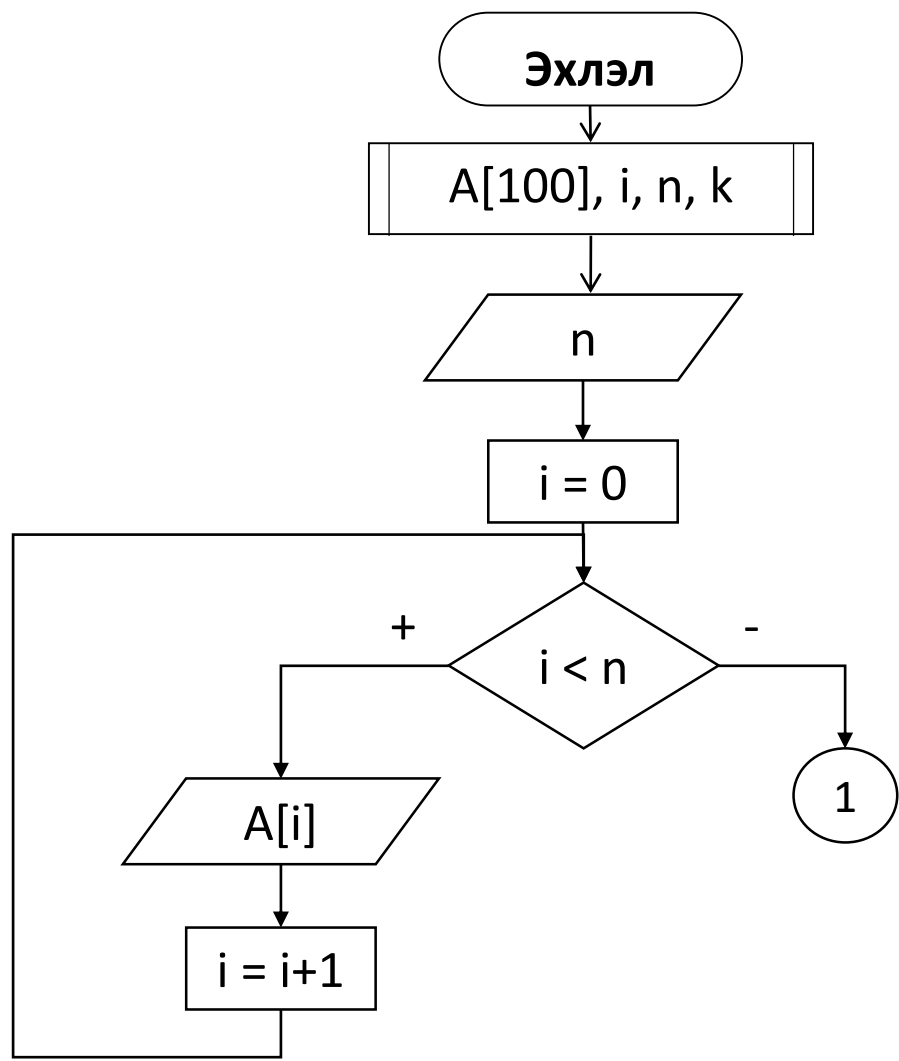 Эхлэл
A[100], i, n, k
n
i = 0
+
-
i < n
1
A[i]
i = i+1